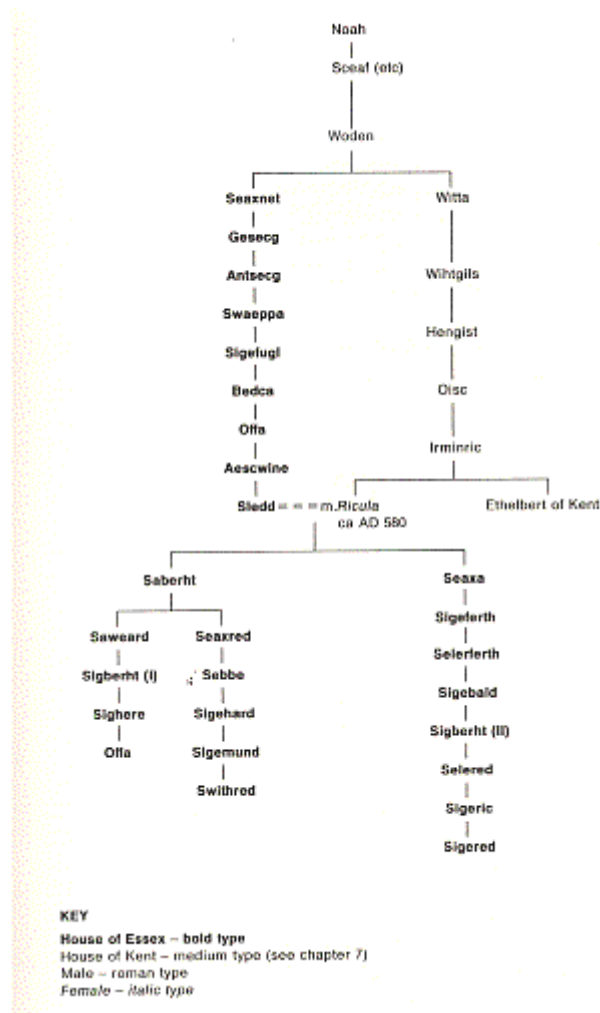 Noah
Sceaf (etc)
Woden
Seaxnet Witta
Gesecg
Antsecg Wihtgils
Swaeppa
Hengist
Sigefugl
Bedca Oisc
Offa
Irminric
Aescwine
Sledd = = = m. Ricula Ethelbert of Kent
ca AD 580
Saberht Seaxa
Sigeferth
Saweard Seaxred
Selerferth
Sigberht (I) Sebbe
Sigebald
Sighere Sigehard
Sigberht (II)
Offa Sigemund
Selered
Swithred
Sigeric
Sigered
KEY
House of Essex – bold type
House of Kent – medium type (see chapter 7)
Male – roman type
Female – italic type